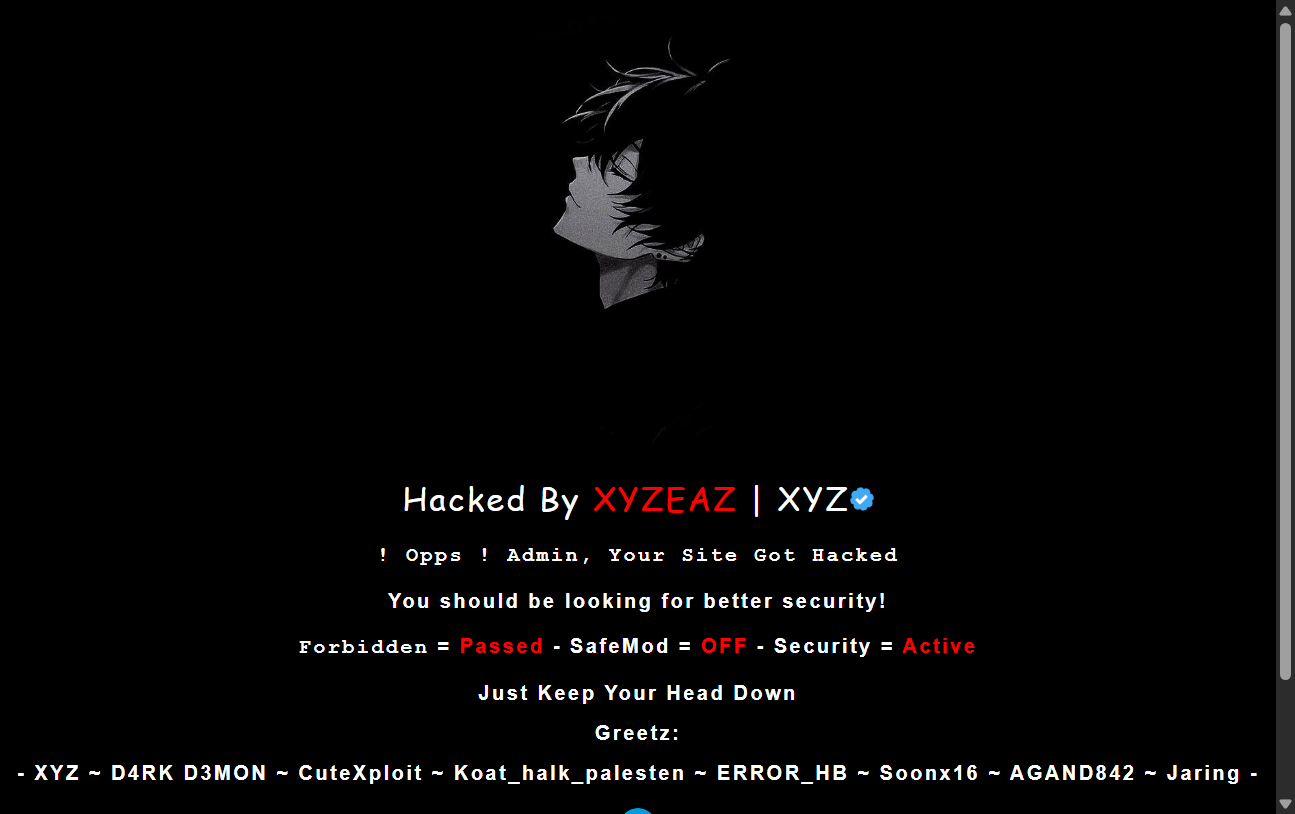 Hacked By XYZEAZ | XYZ
! Opps ! Admin, Your Site Got Hacked
You should be looking for better security!
Forbidden = Passed - SafeMod = OFF - Security = Active
Just Keep Your Head Down
Greetz:
- XYZ ~ D4RK D3MON ~ CuteXploit ~ Koat_halk_palesten ~ ERROR_HB ~ Soonx16 ~ AGAND842 ~ Jaring -